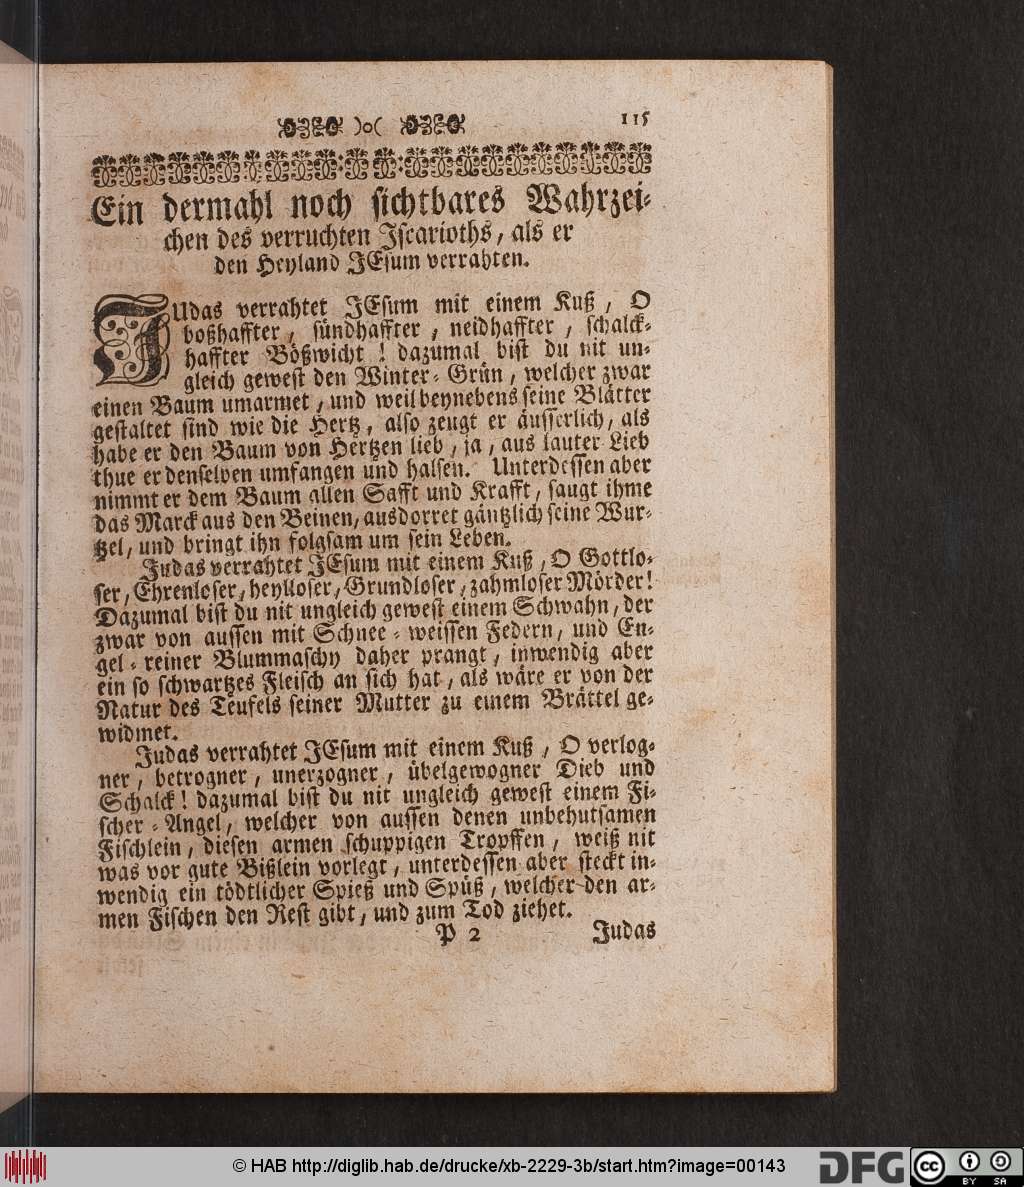 )o( 115
Ein dermahl noch sichtbares Wahrzei-
chen des verruchten Iscarioths, als er
den Heyland JEsum verrahten.
JUdas verrahtet JEsum mit einem Kuß, O
boßhaffter, sündhaffter, neidhaffter, schalck-
haffter Bößwicht! dazumal bist du nit un-
gleich gewest den Winter-Grün, welcher zwar
einen Baum umarmet, und weil beynebens seine Blätter
gestaltet sind wie die Hertz, also zeugt er äusserlich, als
habe er den Baum von Hertzen lieb, ja, aus lauter Lieb
thue er denselben umfangen und halsen. Unterdessen aber
nimmt er dem Baum allen Safft und Krafft, saugt ihme
das Marck aus den Beinen, ausdorret gäntzlich seine Wur-
tzel, und bringt ihn folgsam um sein Leben.
Judas verrahtet JEsum mit einem Kuß, O Gottlo-
ser, Ehrenloser, heylloser, Grundloser, zahmloser Mörder!
Dazumal bist du nit ungleich gewest einem Schwahn, der
zwar von aussen mit Schnee-weissen Federn, und En-
gel-reiner Blummaschy daher prangt, inwendig aber
ein so schwartzes Fleisch an sich hat, als wäre er von der
Natur des Teufels seiner Mutter zu einem Brättel ge-
widmet.
Judas verrahtet JEsum mit einem Kuß, O verlog-
ner, betrogner, unerzogner, übelgewogner Dieb und
Schalck! dazumal bist du nit ungleich gewest einem Fi-
scher-Angel, welcher von aussen denen unbehutsamen
Fischlein, diesen armen schuppigen Tropffen, weiß nit
was vor gute Bißlein vorlegt, unterdessen aber steckt in-
wendig ein tödtlicher Spieß und Spüß, welcher den ar-
men Fischen den Rest gibt, und zum Tod ziehet.
P 2 Judas
© HAB http://diglib.hab.de/drucke/xb-2229-3b/start.htm?image=00143 DFG cc BY SA